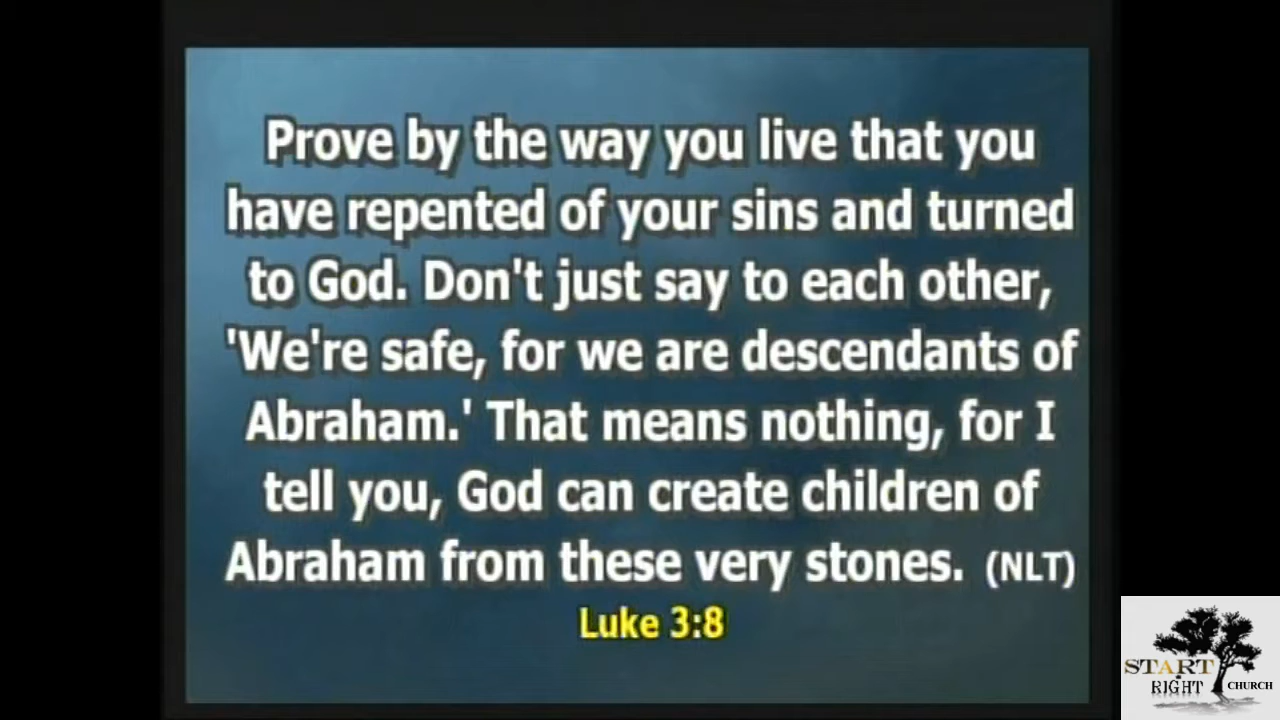 Prove by the way you live that you
have repented of your sins and turned
to God. Don't just say to each other,
'We're safe, for we are descendants of
Abraham.' That means nothing, for I
tell you, God can create children of
Abraham from these very stones. (NLT)
Luke 3:8
START
RIGHT CHURCH